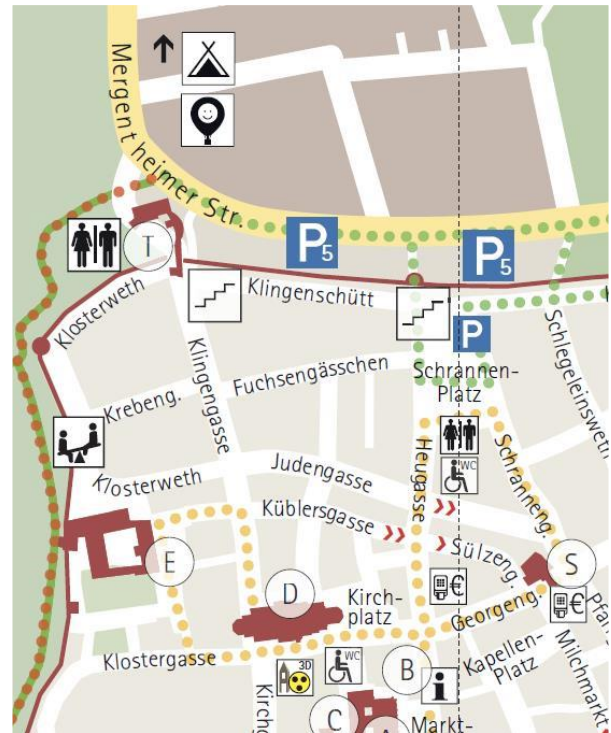 Mergentheimer Str.
T
P5
P5
Klingenschütt
Klosterweth
Klingengasse
P
Schrannen-
Platz
Schlegeleinsweth
Fuchsengässchen
Krebeng.
Heugasse
WC
Schranneng.
Klosterweth
Judengasse
Küblersgasse
Sülzeng.
S
E
€
€
D
Kirch-
platz
Georgeng.
Klostergasse
3D
WC
B
i
Kapellen-
Platz
Milchmarkt
C
A
Markt-